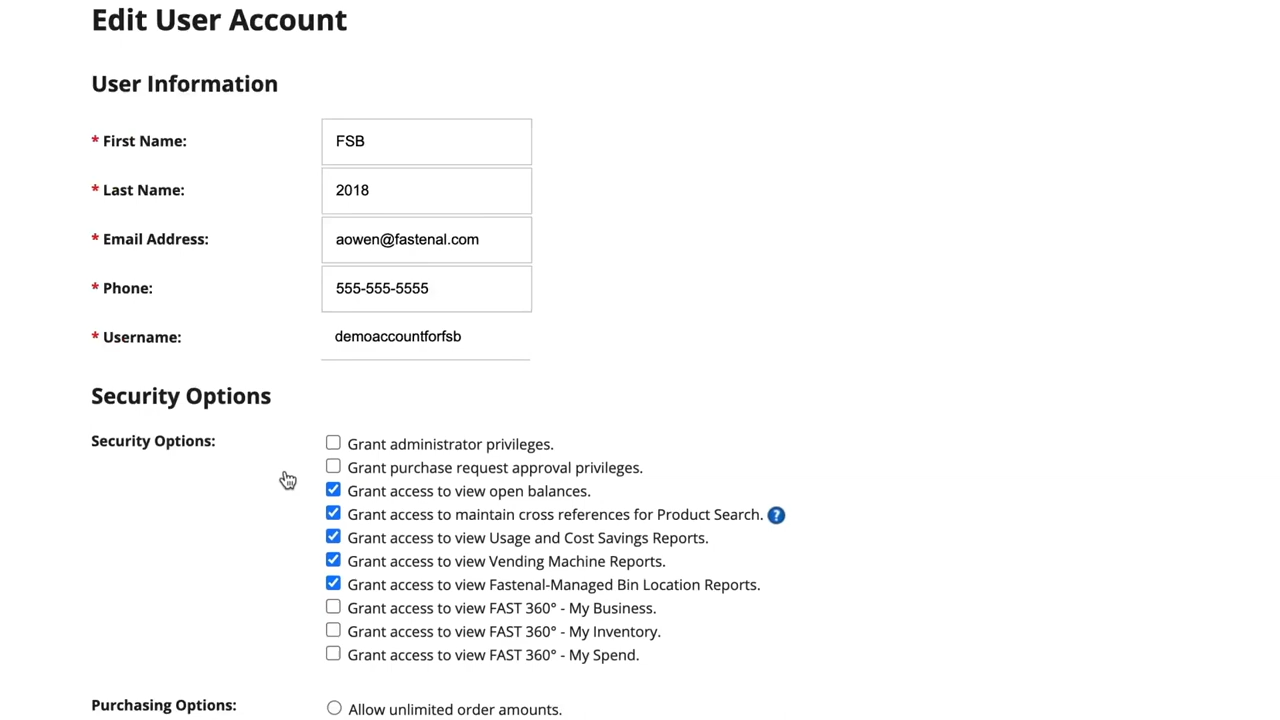 Edit User Account
User Information
* First Name: FSB
* Last Name: 2018
* Email Address: aowen@fastenal.com
* Phone: 555-555-5555
* Username: demoaccountforfsb
Security Options
Security Options: Grant administrator privileges.
Grant purchase request approval privileges.
Grant access to view open balances.
Grant access to maintain cross references for Product Search. ?
Grant access to view Usage and Cost Savings Reports.
Grant access to view Vending Machine Reports.
Grant access to view Fastenal-Managed Bin Location Reports.
Grant access to view FAST 360° - My Business.
Grant access to view FAST 360° - My Inventory.
Grant access to view FAST 360° - My Spend.
Purchasing Options: Allow unlimited order amounts.